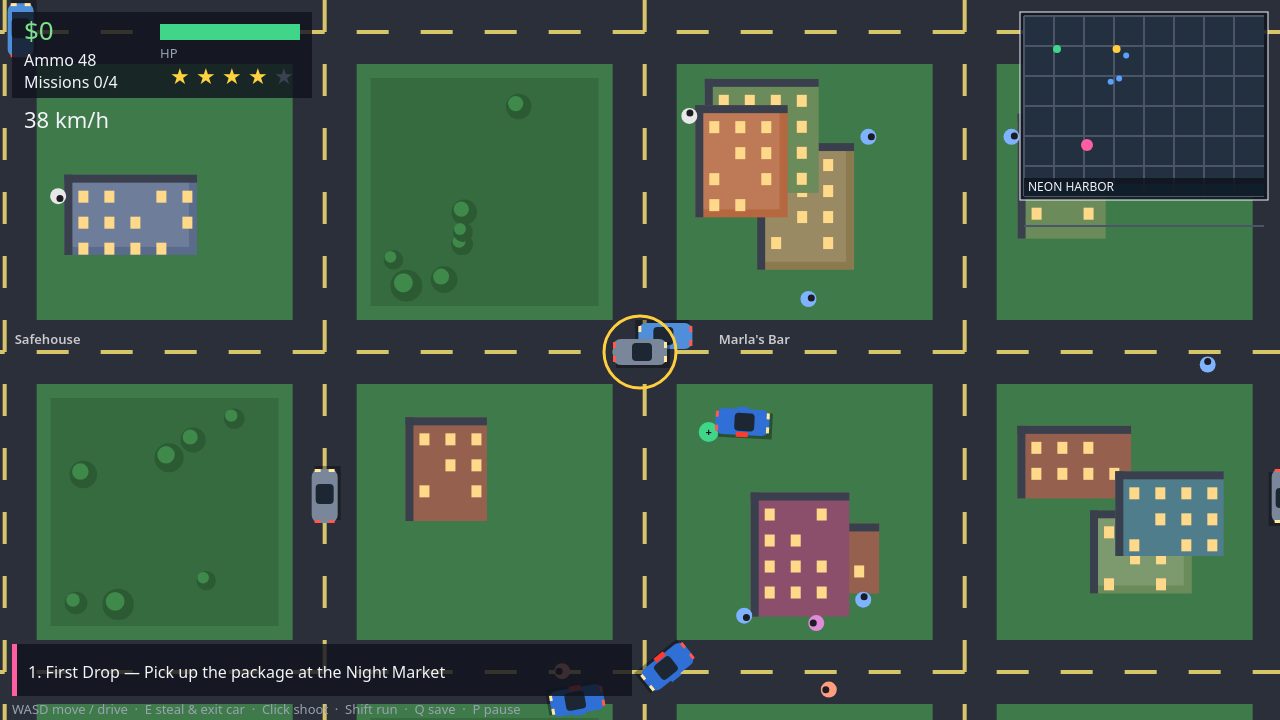 $0
HP
Ammo 48
Missions 0/4
38 km/h
NEON HARBOR
Safehouse
Marla's Bar
+
1. First Drop — Pick up the package at the Night Market
WASD move / drive · E steal & exit car · Click shoot · Shift run · Q save · P pause